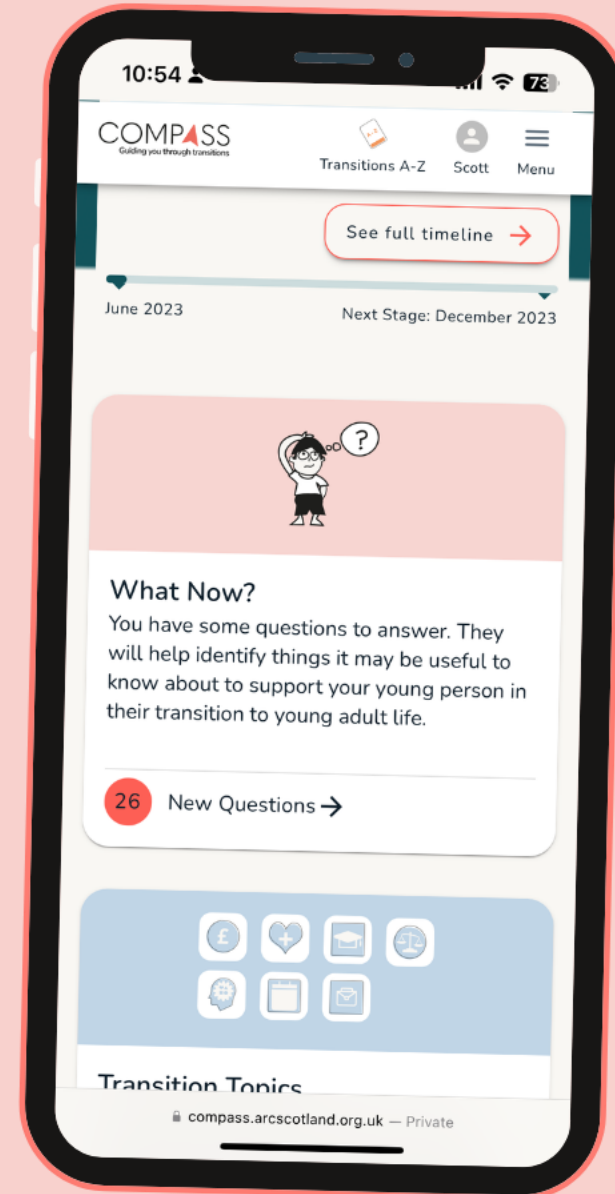 10:54
73
COMPASS
Guiding you through transitions
Transitions A-Z
Scott
Menu
See full timeline →
June 2023
Next Stage: December 2023
?
What Now?
You have some questions to answer. They
will help identify things it may be useful to
know about to support your young person in
their transition to young adult life.
26 New Questions →
£
Transition Topics
compass.arcscotland.org.uk — Private